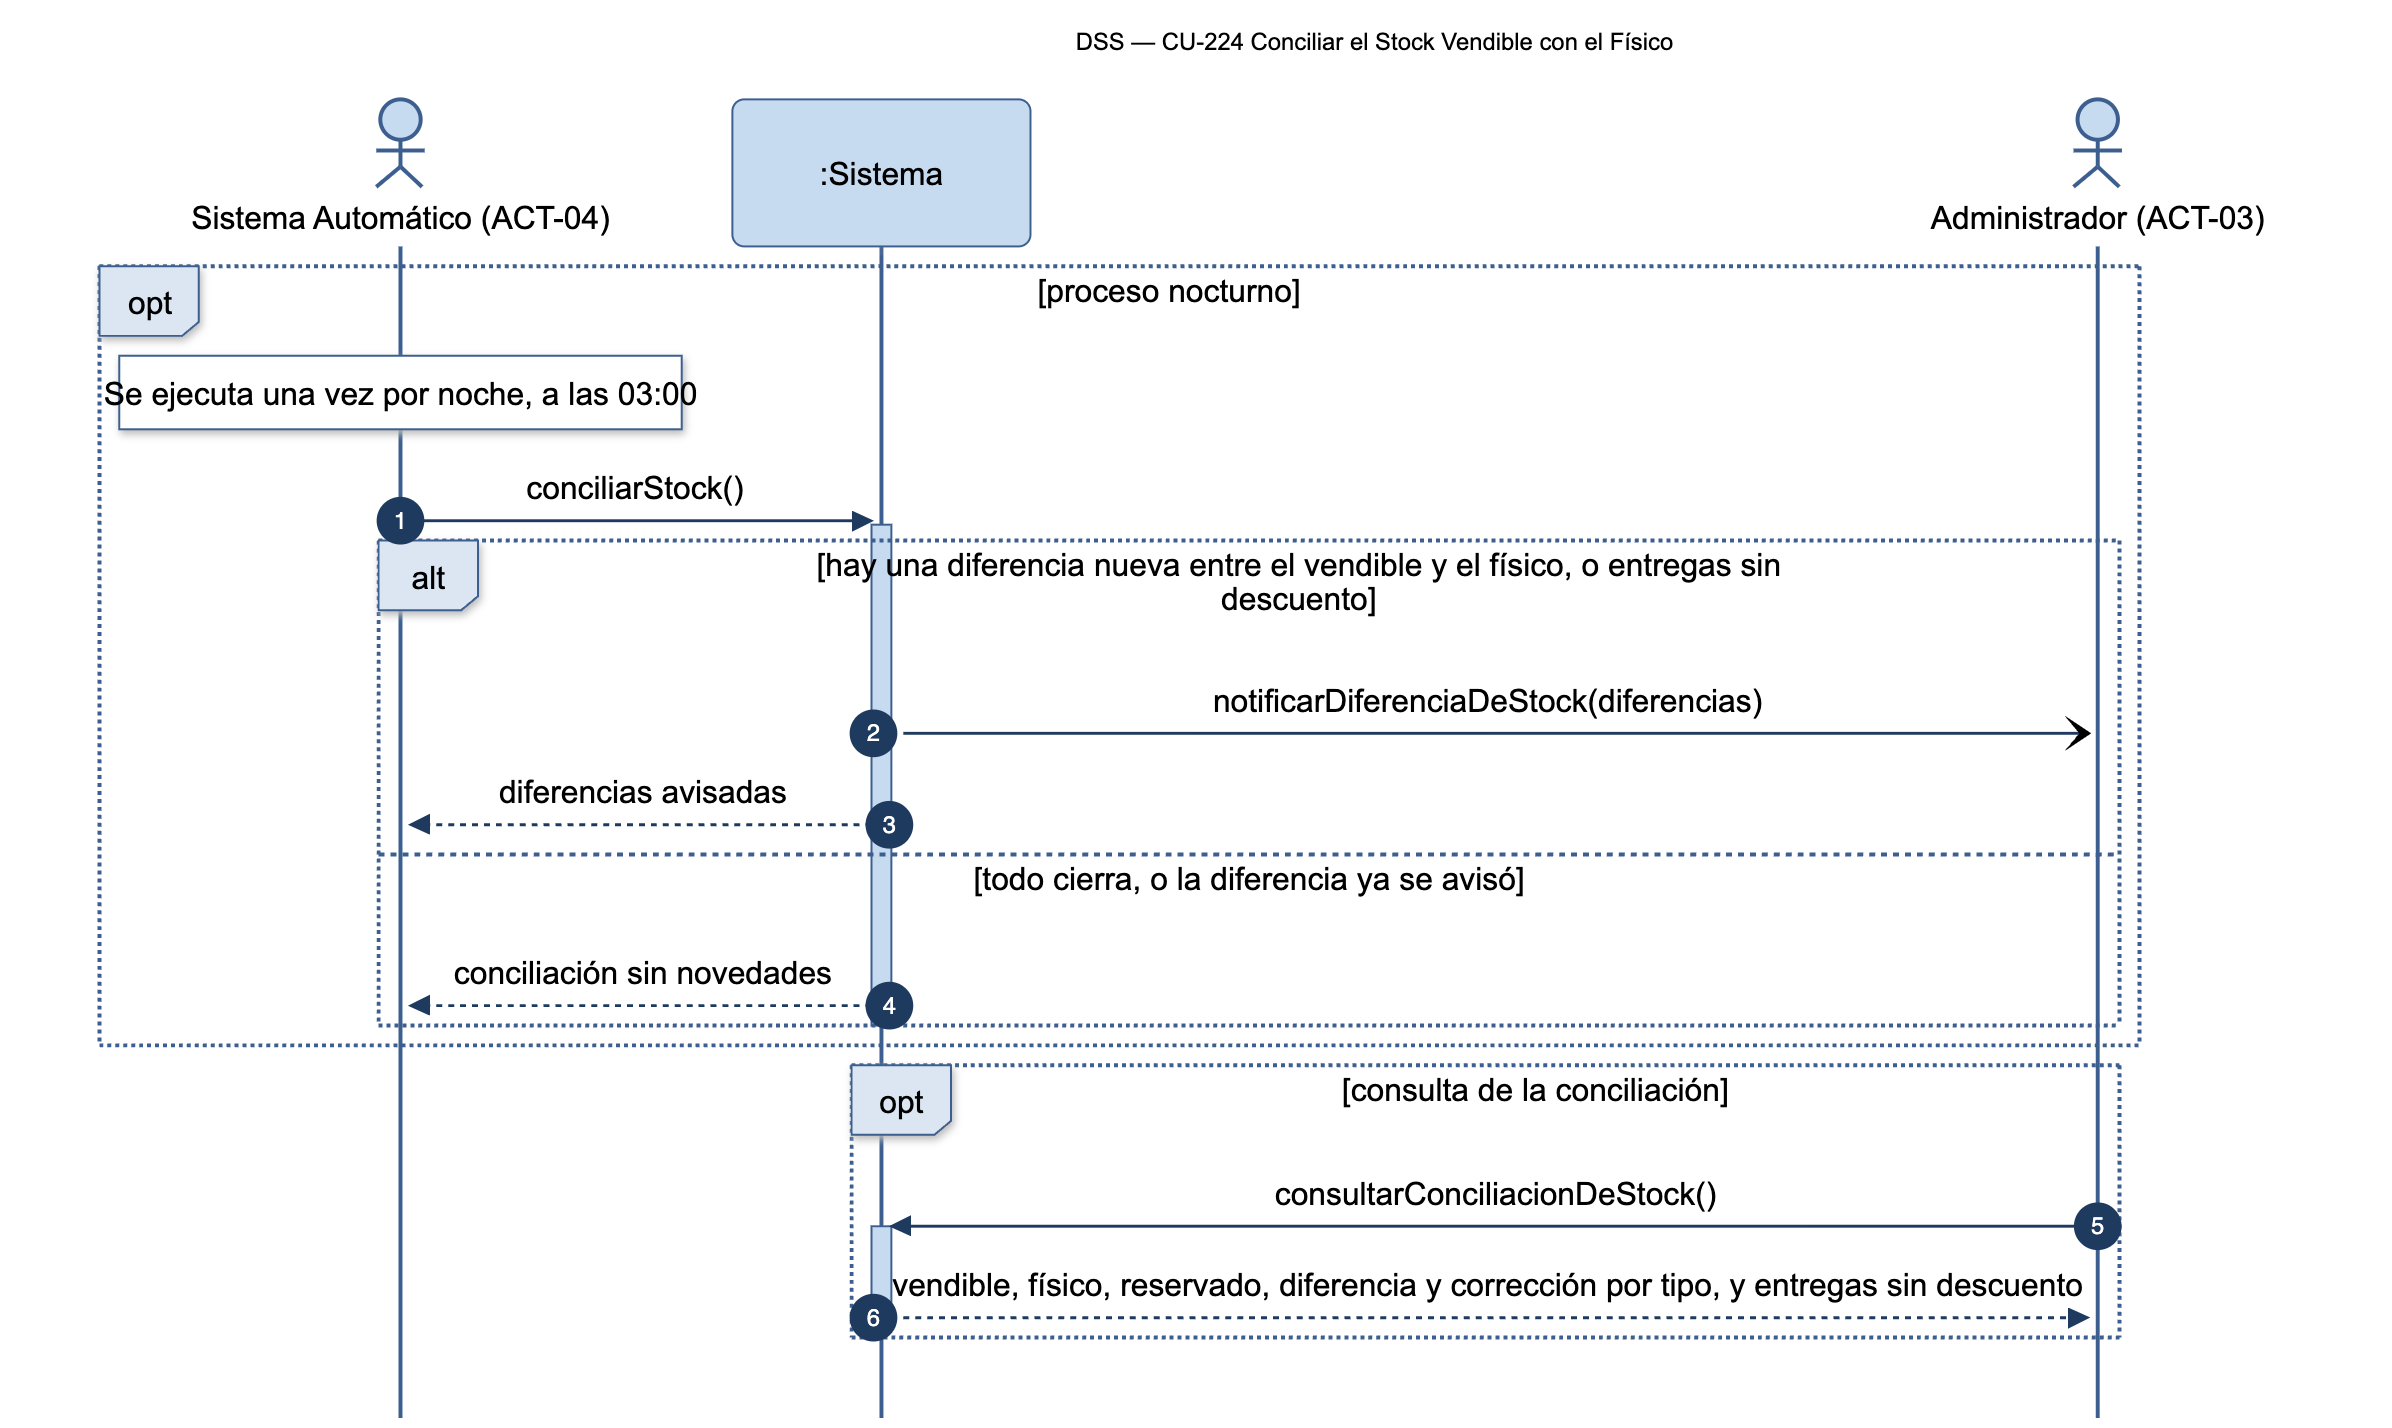 DSS — CU-224 Conciliar el Stock Vendible con el Físico
Sistema Automático (ACT-04)
:Sistema
Administrador (ACT-03)
opt
[proceso nocturno]
Se ejecuta una vez por noche, a las 03:00
conciliarStock()
1
alt
[hay una diferencia nueva entre el vendible y el físico, o entregas sin
descuento]
notificarDiferenciaDeStock(diferencias)
2
diferencias avisadas
3
[todo cierra, o la diferencia ya se avisó]
conciliación sin novedades
4
opt
[consulta de la conciliación]
consultarConciliacionDeStock()
5
vendible, físico, reservado, diferencia y corrección por tipo, y entregas sin descuento
6